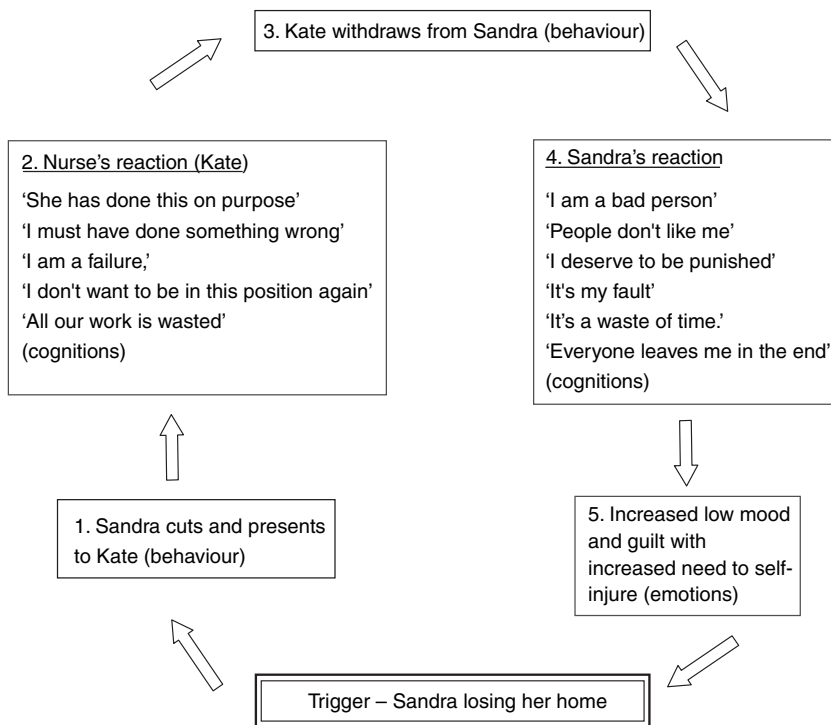 3. Kate withdraws from Sandra (behaviour)
2. Nurse’s reaction (Kate)
‘She has done this on purpose’
‘I must have done something wrong’
‘I am a failure,’
‘I don't want to be in this position again’
‘All our work is wasted’
(cognitions)
4. Sandra’s reaction
‘I am a bad person’
‘People don't like me’
‘I deserve to be punished’
‘It's my fault’
‘It’s a waste of time.’
‘Everyone leaves me in the end’
(cognitions)
1. Sandra cuts and presents
to Kate (behaviour)
5. Increased low mood
and guilt with
increased need to self-
injure (emotions)
Trigger – Sandra losing her home